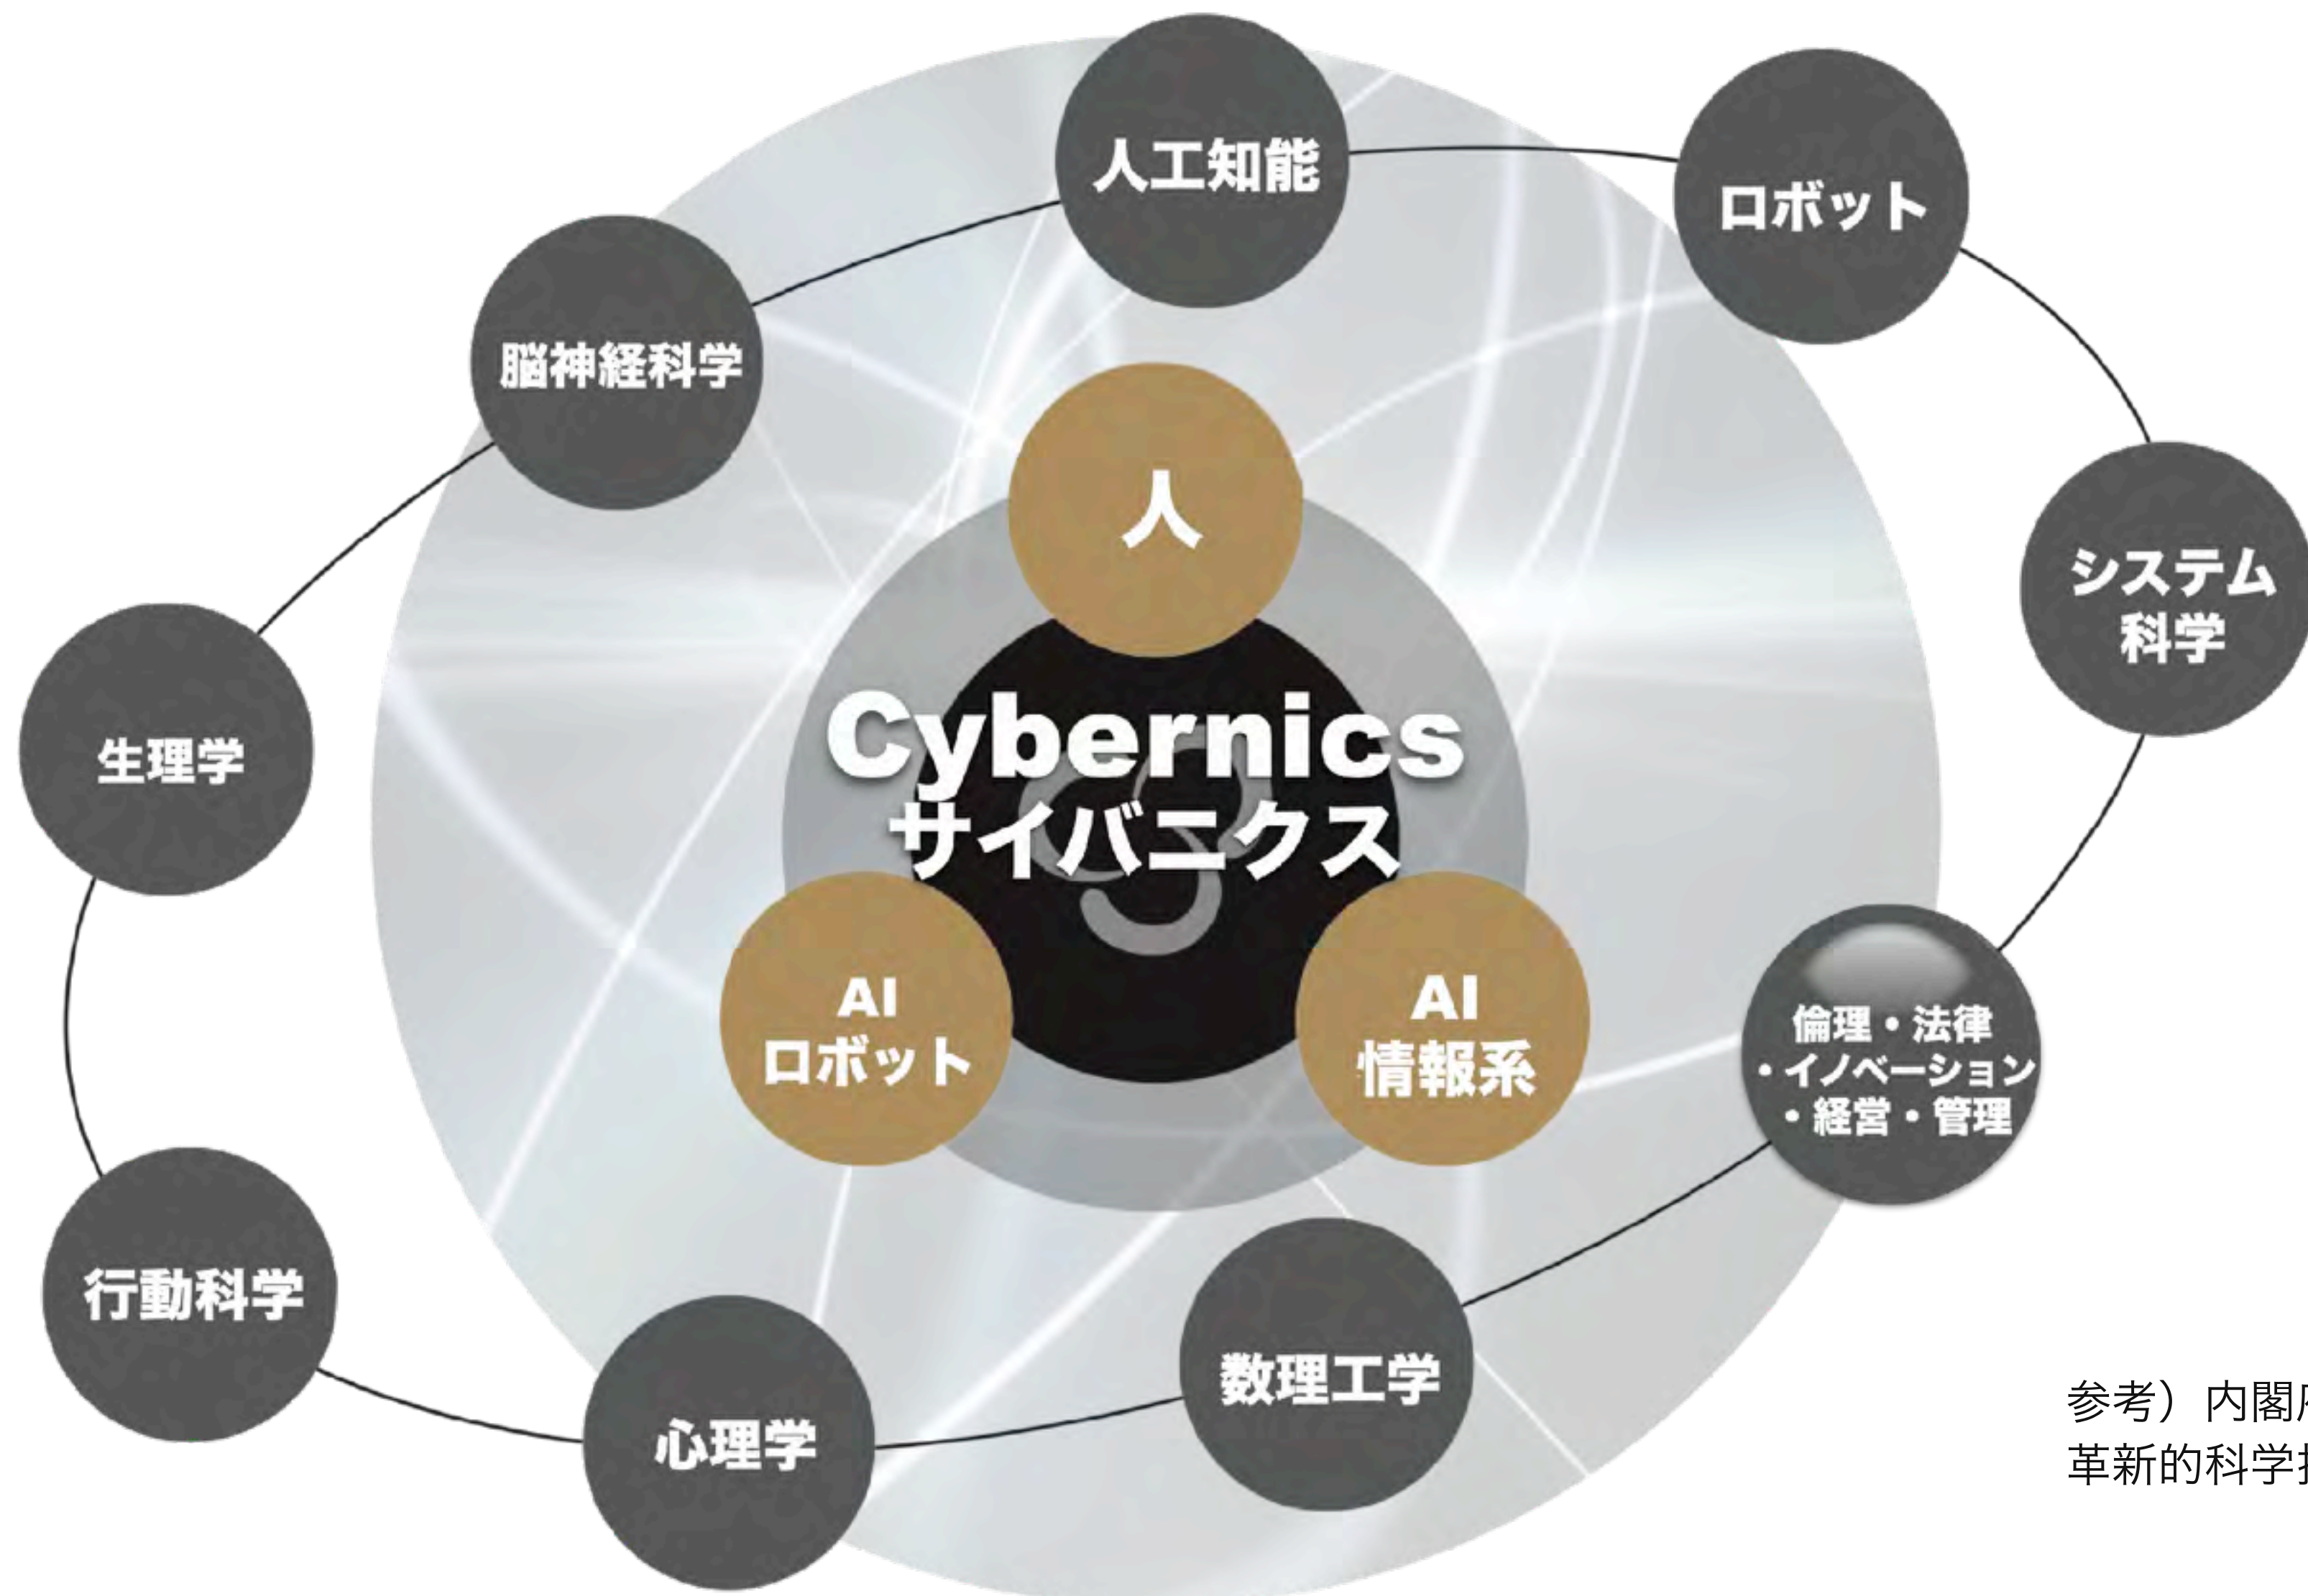 人工知能
ロボット
脳神経科学
人
システム
科学
Cybernics
サイバニクス
生理学
AI
ロボット
AI
情報系
倫理・法律
・イノベーション
・経営・管理
行動科学
心理学
数理工学
参考）内閣
革新的科学